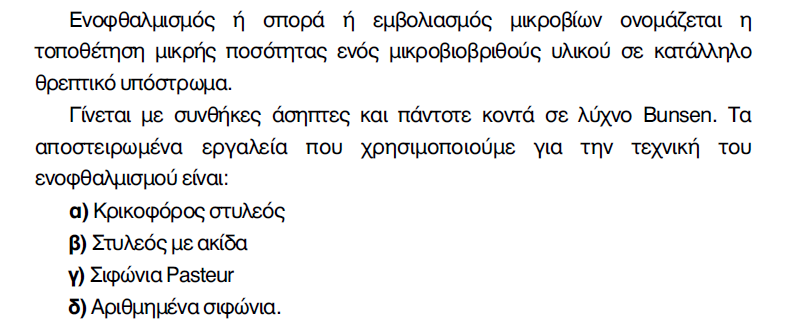 Ενοφθαλμισμός ή σπορά ή εμβολιασμός μικροβίων ονομάζεται η
τοποθέτηση μικρής ποσότητας ενός μικροβιοβριθούς υλικού σε κατάλληλο
θρεπτικό υπόστρωμα.
Γίνεται με συνθήκες άσηπτες και πάντοτε κοντά σε λύχνο Bunsen. Τα
αποστειρωμένα εργαλεία που χρησιμοποιούμε για την τεχνική του
ενοφθαλμισμού είναι:
α) Κρικοφόρος στυλεός
β) Στυλεός με ακίδα
γ) Σιφώνια Pasteur
δ) Αριθμημένα σιφώνια.